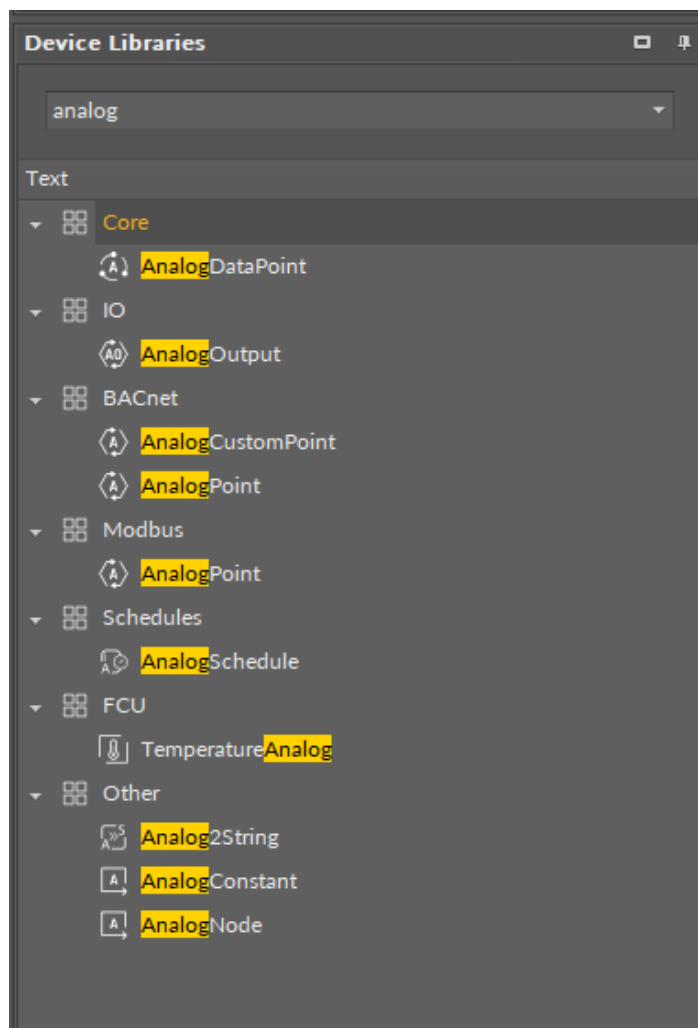 Device Libraries
analog
Text
Core
AnalogDataPoint
IO
AnalogOutput
BACnet
AnalogCustomPoint
AnalogPoint
Modbus
AnalogPoint
Schedules
AnalogSchedule
FCU
TemperatureAnalog
Other
Analog2String
AnalogConstant
AnalogNode